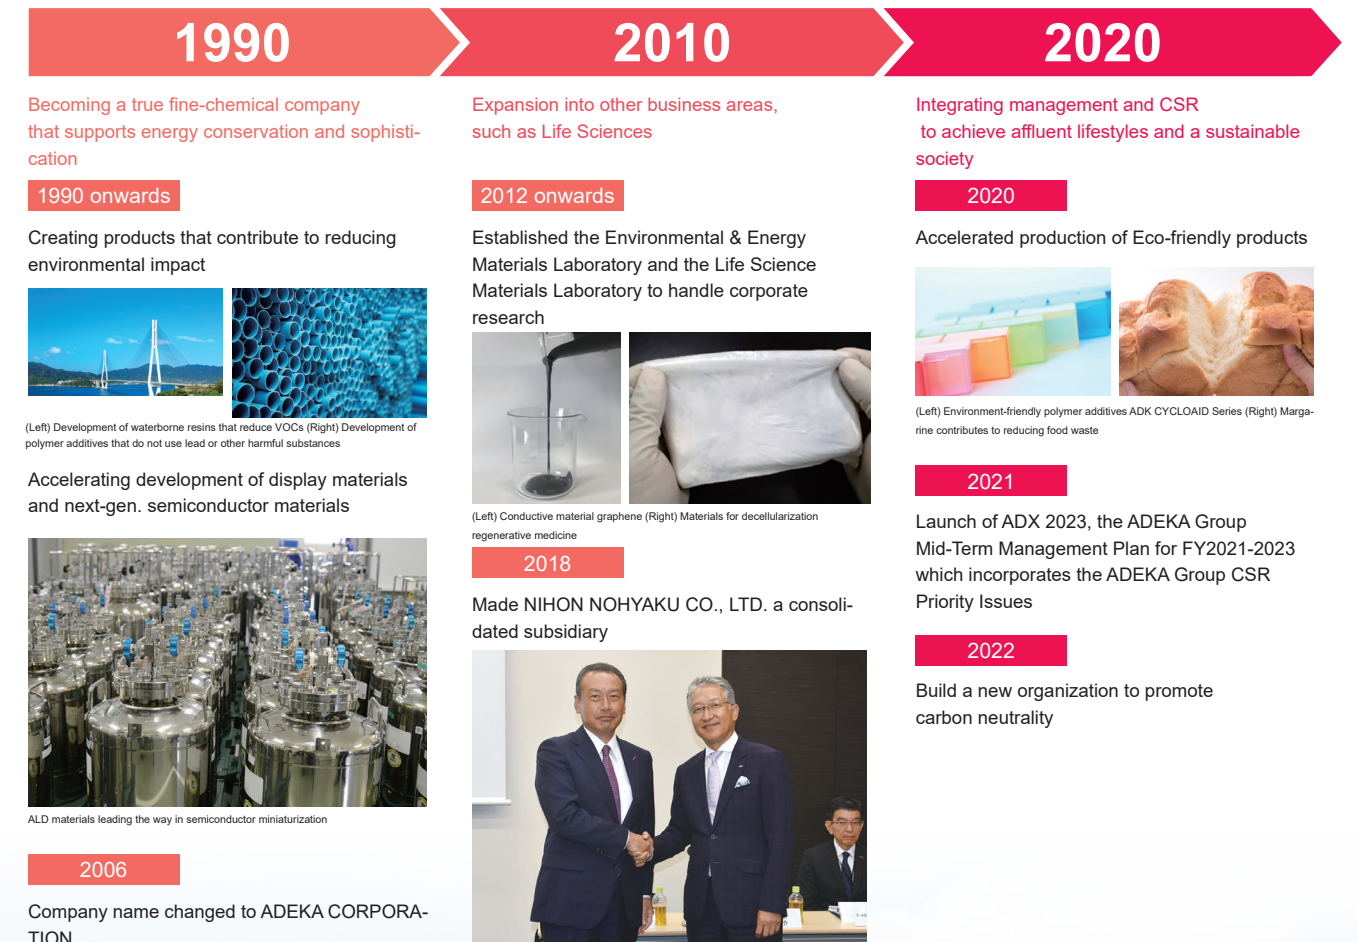 1990
2010
2020
Becoming a true fine-chemical company
that supports energy conservation and sophisti-
cation
1990 onwards
Creating products that contribute to reducing
environmental impact
(Left) Development of waterborne resins that reduce VOCs (Right) Development of
polymer additives that do not use lead or other harmful substances
Accelerating development of display materials
and next-gen. semiconductor materials
ALD materials leading the way in semiconductor miniaturization
2006
Company name changed to ADEKA CORPORA-
TION
Expansion into other business areas,
such as Life Sciences
2012 onwards
Established the Environmental & Energy
Materials Laboratory and the Life Science
Materials Laboratory to handle corporate
research
(Left) Conductive material graphene (Right) Materials for decellularization
regenerative medicine
2018
Made NIHON NOHYAKU CO., LTD. a consoli-
dated subsidiary
Integrating management and CSR
to achieve affluent lifestyles and a sustainable
society
2020
Accelerated production of Eco-friendly products
(Left) Environment-friendly polymer additives ADK CYCLOAID Series (Right) Marga-
rine contributes to reducing food waste
2021
Launch of ADX 2023, the ADEKA Group
Mid-Term Management Plan for FY2021-2023
which incorporates the ADEKA Group CSR
Priority Issues
2022
Build a new organization to promote
carbon neutrality